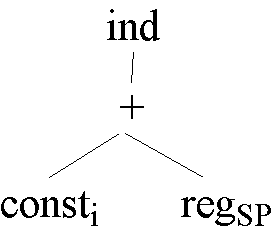 ind
+
const_i reg_SP